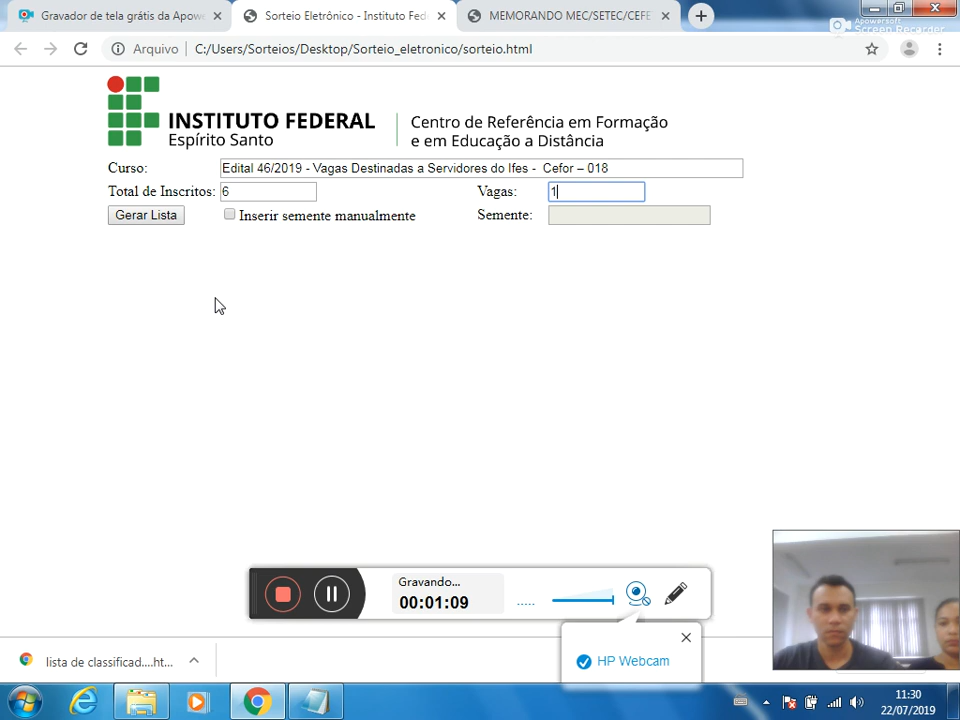 Gravador de tela grátis da Apowe
Sorteio Eletrônico - Instituto Fed
MEMORANDO MEC/SETEC/CEFE
Apowersoft
Screen Recorder
Arquivo
C:/Users/Sorteios/Desktop/Sorteio_eletronico/sorteio.html
INSTITUTO FEDERAL
Espírito Santo
Centro de Referência em Formação
e em Educação a Distância
Curso: Edital 46/2019 - Vagas Destinadas a Servidores do Ifes - Cefor – 018
Total de Inscritos: 6 Vagas: 1
Gerar Lista Inserir semente manualmente Semente:
Gravando...
00:01:09
HP Webcam
lista de classificad....ht...
11:30
22/07/2019